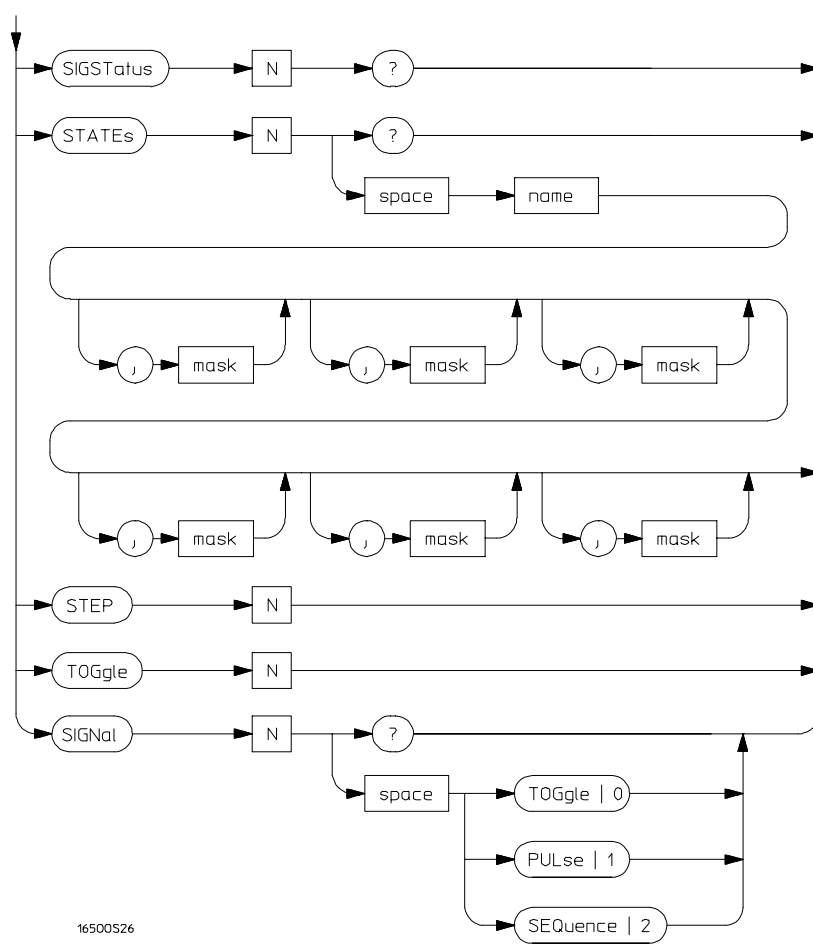 SIGSTatus N ?
STATEs N ?
space name
, mask , mask , mask
, mask , mask , mask
STEP N
TOGgle N
SIGNal N ?
space TOGgle | 0
PULse | 1
SEQuence | 2
16500S26